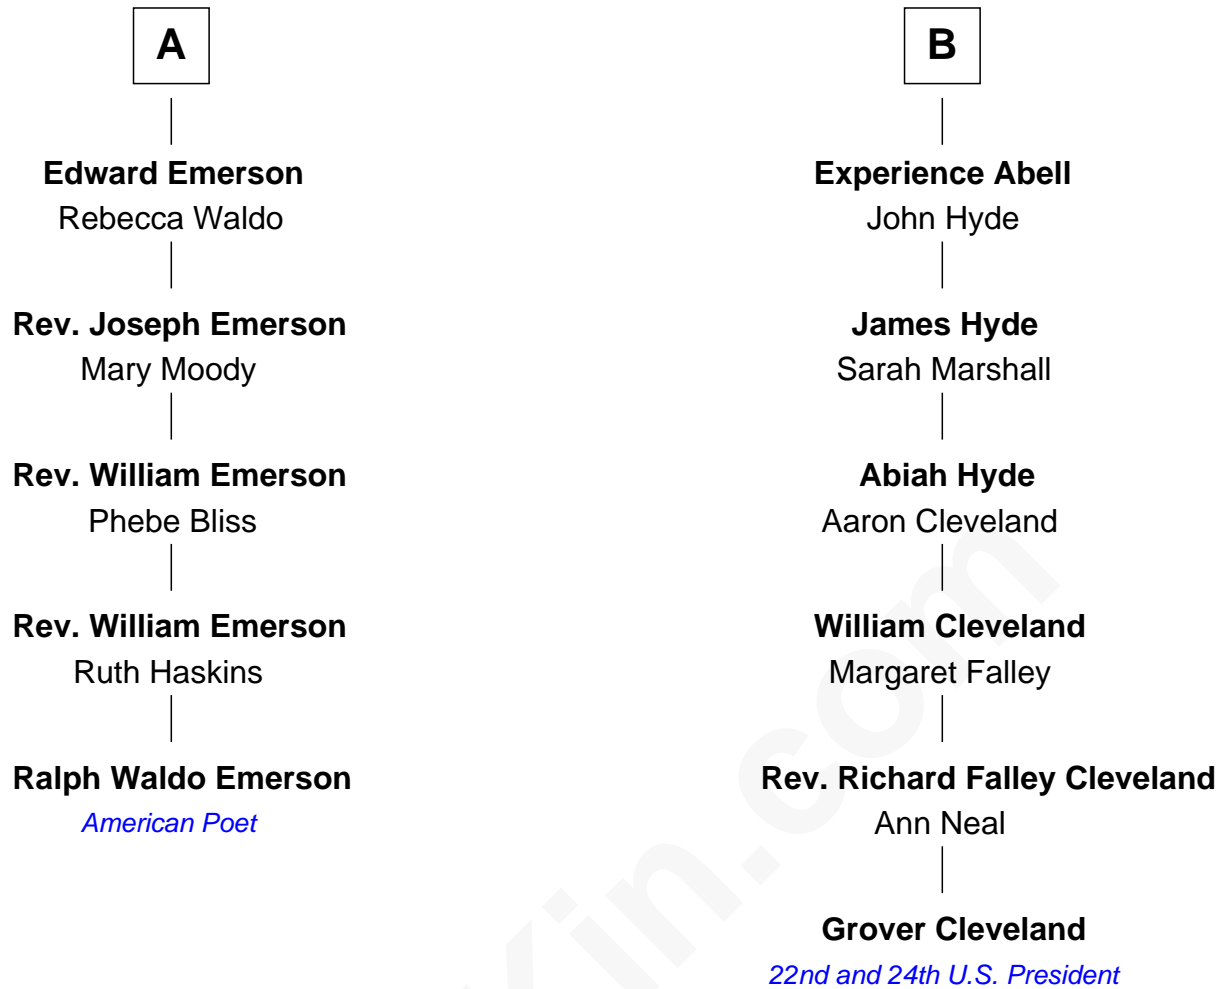 A
Edward Emerson
Rebecca Waldo
Rev. Joseph Emerson
Mary Moody
Rev. William Emerson
Phebe Bliss
Rev. William Emerson
Ruth Haskins
Ralph Waldo Emerson
American Poet
B
Experience Abell
John Hyde
James Hyde
Sarah Marshall
Abiah Hyde
Aaron Cleveland
William Cleveland
Margaret Falley
Rev. Richard Falley Cleveland
Ann Neal
Grover Cleveland
22nd and 24th U.S. President